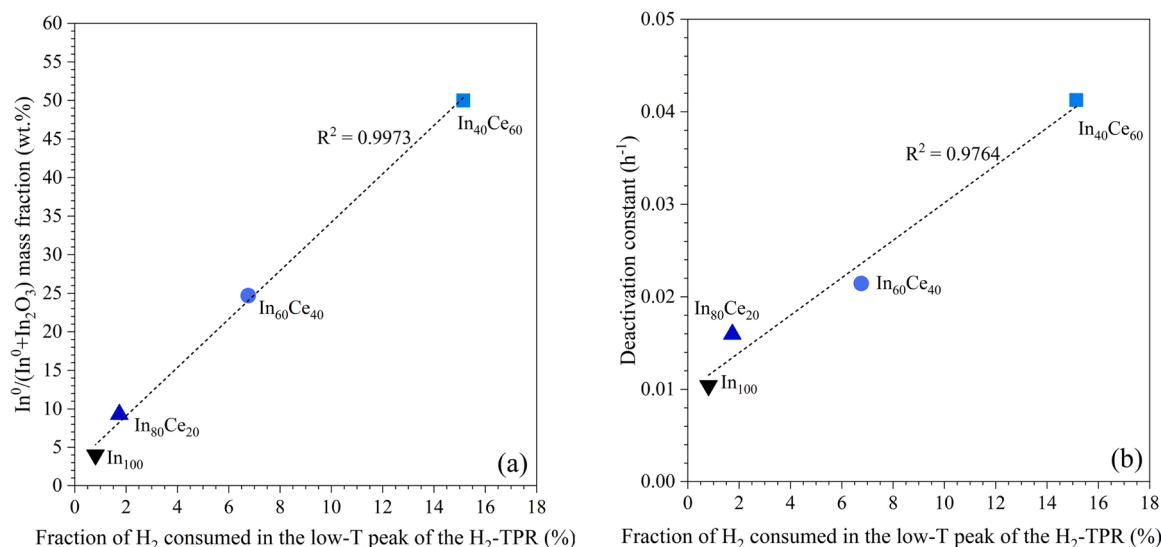 In⁰/(In⁰+In₂O₃) mass fraction (wt.%)
60
55
50
45
40
35
30
25
20
15
10
5
0
R² = 0.9973
In₄₀Ce₆₀
In₆₀Ce₄₀
In₈₀Ce₂₀
In₁₀₀
(a)
0 2 4 6 8 10 12 14 16 18
Fraction of H₂ consumed in the low-T peak of the H₂-TPR (%)
Deactivation constant (h⁻¹)
0.05
0.04
0.03
0.02
0.01
0.00
R² = 0.9764
In₄₀Ce₆₀
In₆₀Ce₄₀
In₈₀Ce₂₀
In₁₀₀
(b)
0 2 4 6 8 10 12 14 16 18
Fraction of H₂ consumed in the low-T peak of the H₂-TPR (%)